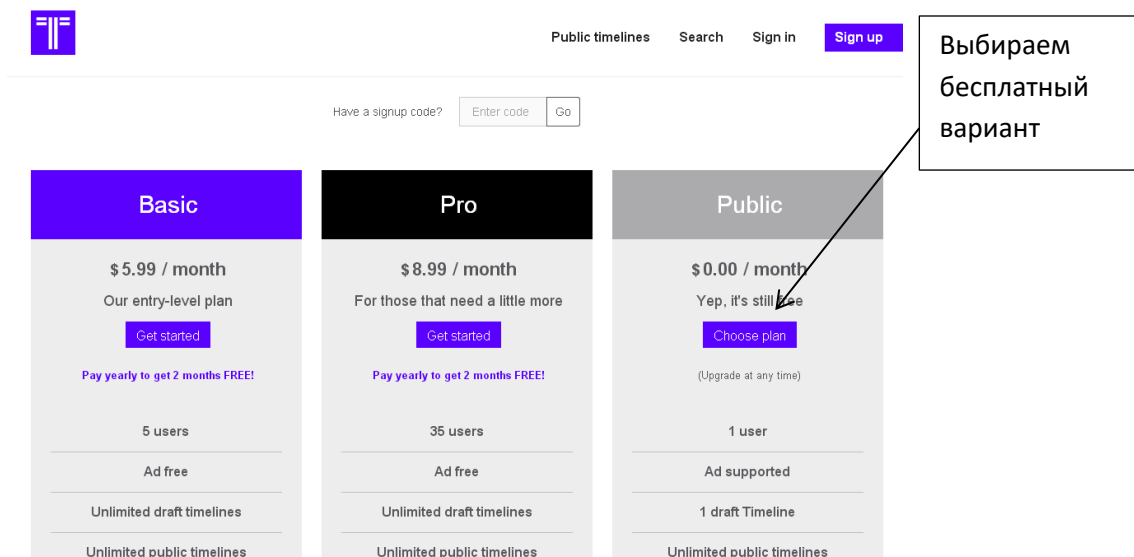 Public timelines Search Sign in Sign up
Выбираем
бесплатный
вариант
Have a signup code? Enter code Go
Basic
$5.99 / month
Our entry-level plan
Get started
Pay yearly to get 2 months FREE!
5 users
Ad free
Unlimited draft timelines
Unlimited public timelines
Pro
$8.99 / month
For those that need a little more
Get started
Pay yearly to get 2 months FREE!
35 users
Ad free
Unlimited draft timelines
Unlimited public timelines
Public
$0.00 / month
Yep, it's still free
Choose plan
(Upgrade at any time)
1 user
Ad supported
1 draft Timeline
Unlimited public timelines